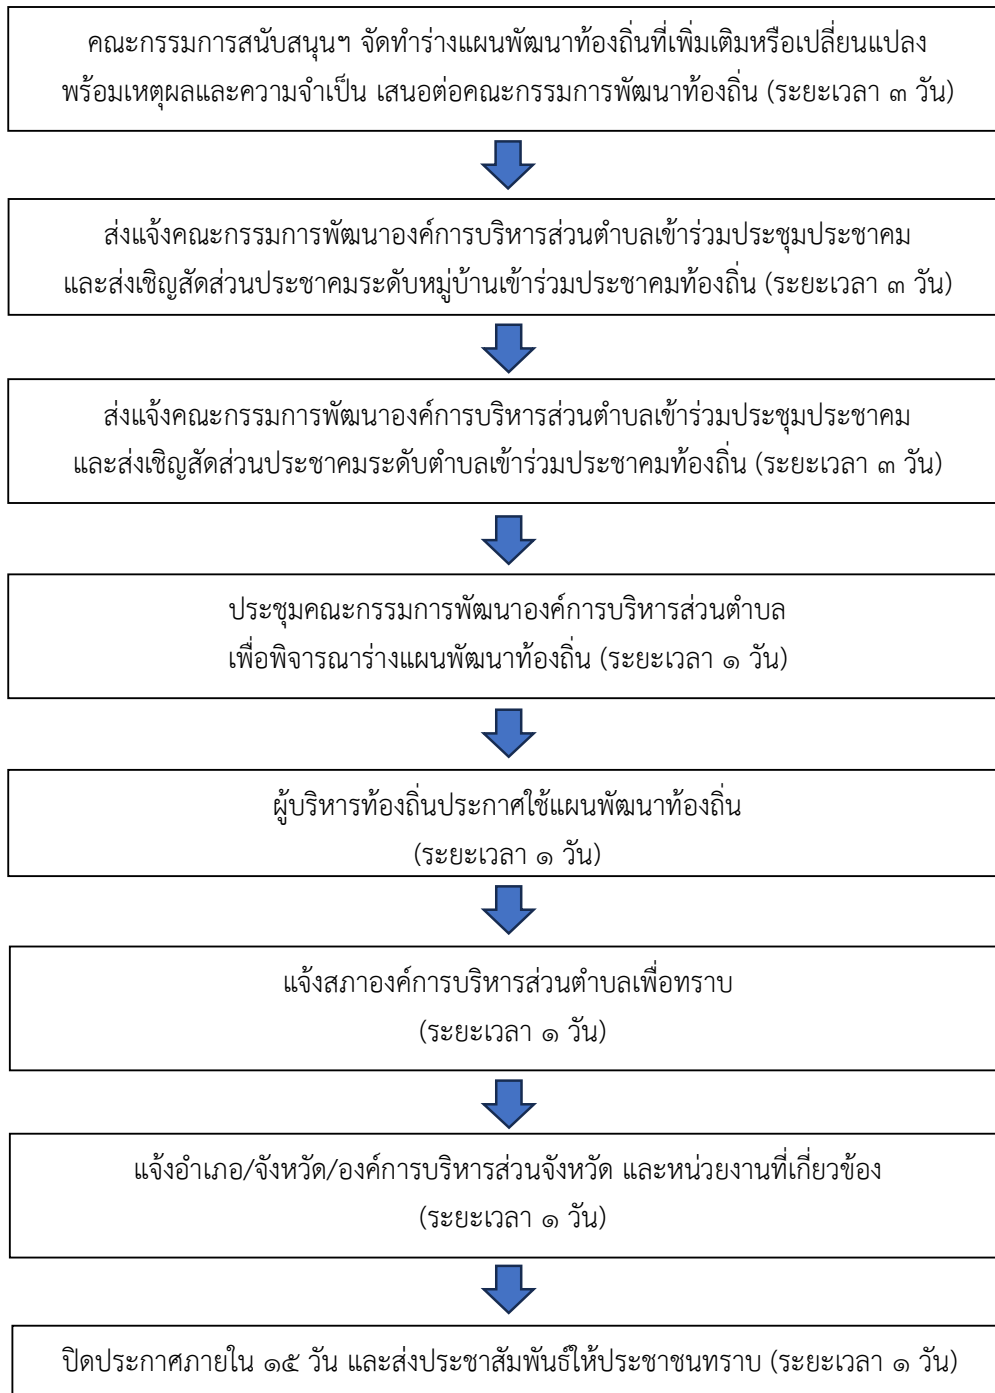 คณะกรรมการสนับสนุนฯ จัดทำร่างแผนพัฒนาท้องถิ่นที่เพิ่มเติมหรือเปลี่ยนแปลง
พร้อมเหตุผลและความจำเป็น เสนอต่อคณะกรรมการพัฒนาท้องถิ่น (ระยะเวลา ๓ วัน)
ส่งแจ้งคณะกรรมการพัฒนาองค์การบริหารส่วนตำบลเข้าร่วมประชุมประชาคม
และส่งเชิญสัดส่วนประชาคมระดับหมู่บ้านเข้าร่วมประชาคมท้องถิ่น (ระยะเวลา ๓ วัน)
ส่งแจ้งคณะกรรมการพัฒนาองค์การบริหารส่วนตำบลเข้าร่วมประชุมประชาคม
และส่งเชิญสัดส่วนประชาคมระดับตำบลเข้าร่วมประชาคมท้องถิ่น (ระยะเวลา ๓ วัน)
ประชุมคณะกรรมการพัฒนาองค์การบริหารส่วนตำบล
เพื่อพิจารณาร่างแผนพัฒนาท้องถิ่น (ระยะเวลา ๑ วัน)
ผู้บริหารท้องถิ่นประกาศใช้แผนพัฒนาท้องถิ่น
(ระยะเวลา ๑ วัน)
แจ้งสภาองค์การบริหารส่วนตำบลเพื่อทราบ
(ระยะเวลา ๑ วัน)
แจ้งอำเภอ/จังหวัด/องค์การบริหารส่วนจังหวัด และหน่วยงานที่เกี่ยวข้อง
(ระยะเวลา ๑ วัน)
ปิดประกาศภายใน ๑๕ วัน และส่งประชาสัมพันธ์ให้ประชาชนทราบ (ระยะเวลา ๑ วัน)